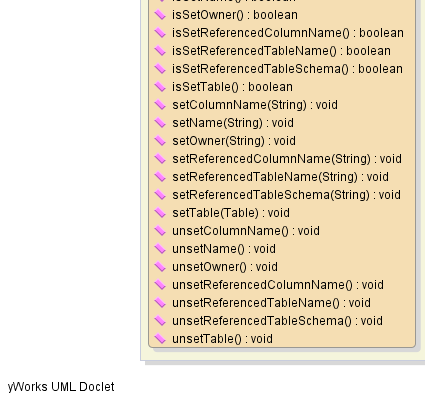 isSetOwner() : boolean
isSetReferencedColumnName() : boolean
isSetReferencedTableName() : boolean
isSetReferencedTableSchema() : boolean
isSetTable() : boolean
setColumnName(String) : void
setName(String) : void
setOwner(String) : void
setReferencedColumnName(String) : void
setReferencedTableName(String) : void
setReferencedTableSchema(String) : void
setTable(Table) : void
unsetColumnName() : void
unsetName() : void
unsetOwner() : void
unsetReferencedColumnName() : void
unsetReferencedTableName() : void
unsetReferencedTableSchema() : void
unsetTable() : void
yWorks UML Doclet